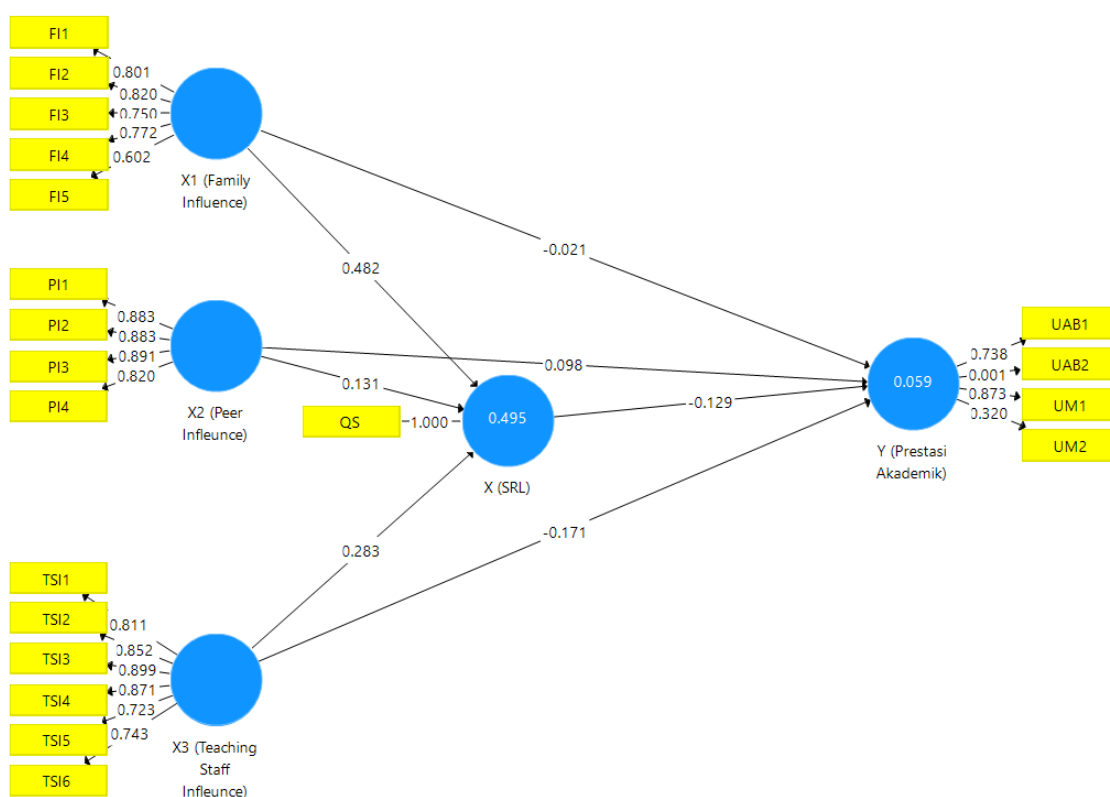 FI1
0.801
FI2
0.820
FI3
0.750
0.772
FI4
0.602
FI5
X1 (Family
Influence)
-0.021
0.482
PI1
0.883
PI2
0.883
PI3
0.891
0.820
PI4
X2 (Peer
Infleunce)
0.098
0.131
QS
1.000
0.495
X (SRL)
-0.129
0.059
Y (Prestasi
Akademik)
UAB1
0.738
UAB2
0.001
UM1
0.873
0.320
UM2
-0.171
0.283
TSI1
0.811
TSI2
0.852
TSI3
0.899
0.871
TSI4
0.723
TSI5
0.743
TSI6
X3 (Teaching
Staff
Infleunce)